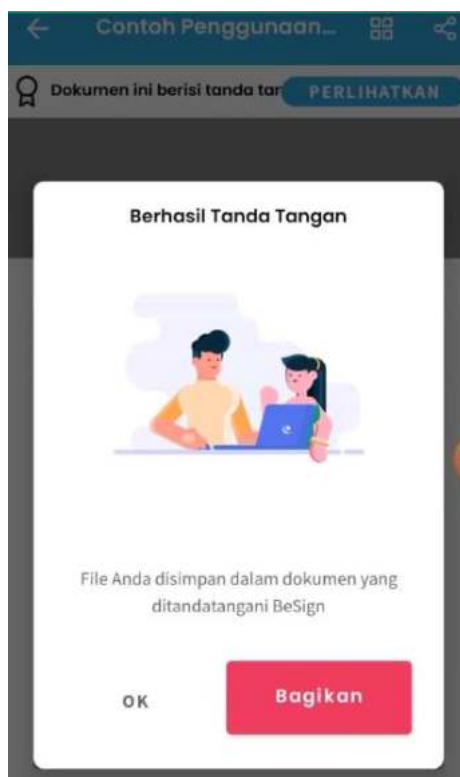 Contoh Penggunaan...
Dokumen ini berisi tanda tan PERLIHATKAN
Berhasil Tanda Tangan
File Anda disimpan dalam dokumen yang
ditandatangani BeSign
OK Bagikan